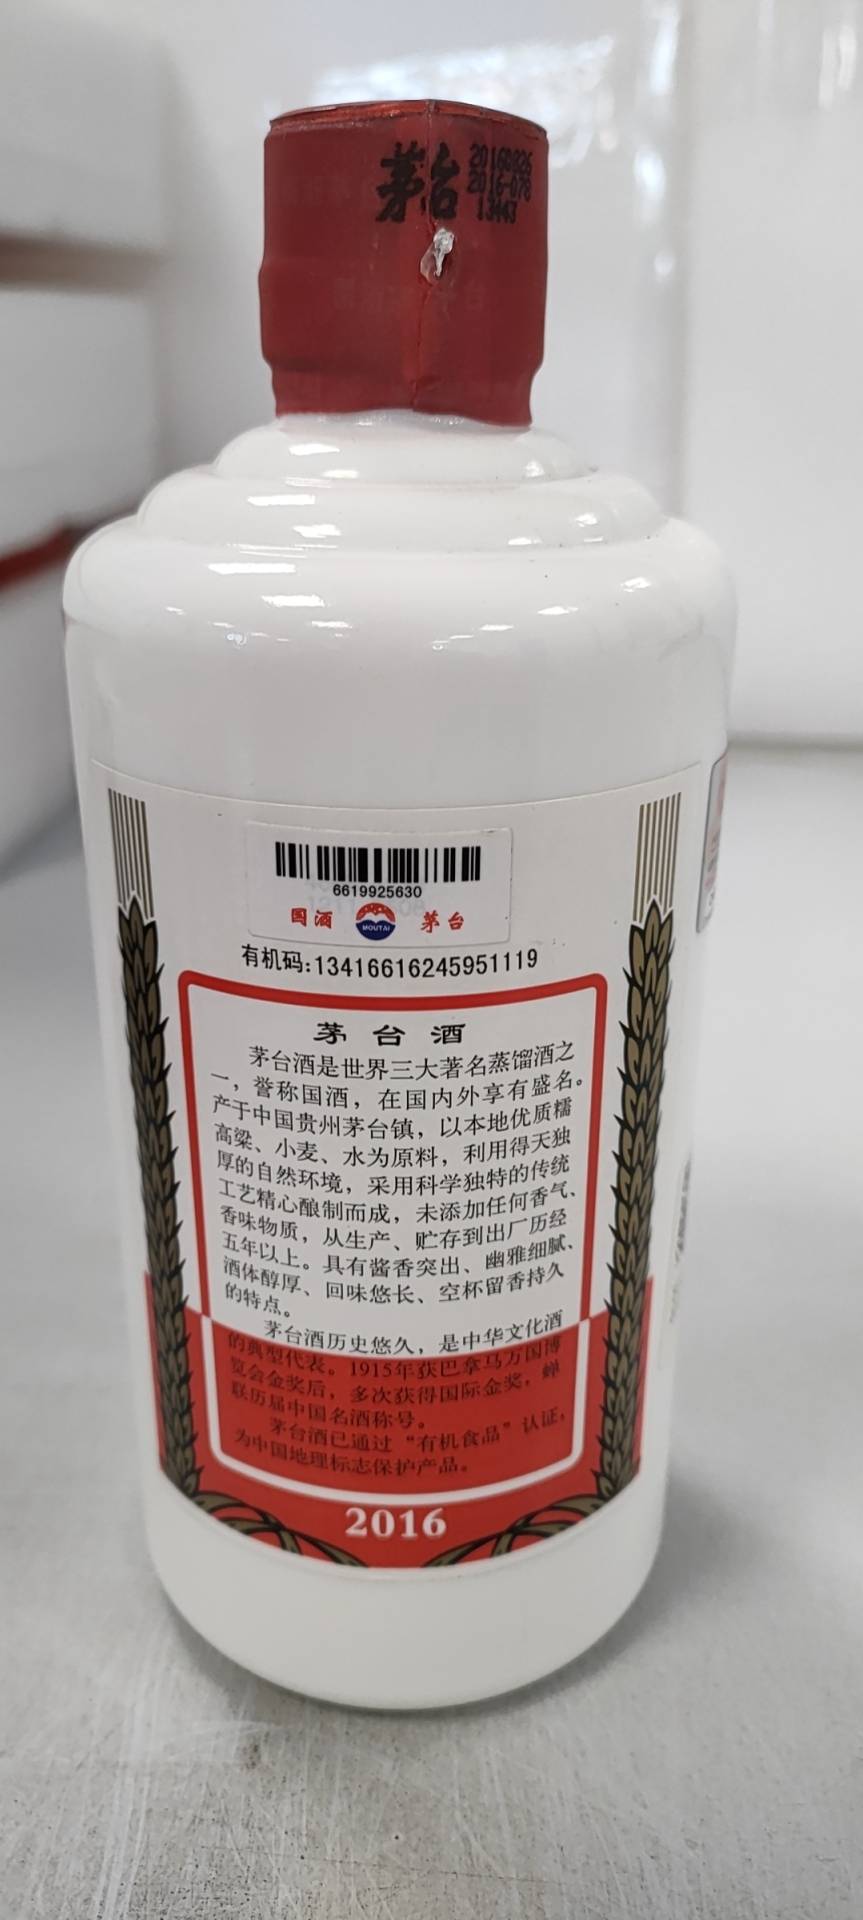 茅台
20160826
2016-078
13443
6619925630
国酒
MOUTAI
茅台
有机码:13416616245951119
茅台酒
茅台酒是世界三大著名蒸馏酒之
一，誉称国酒，在国内外享有盛名。
产于中国贵州茅台镇，以本地优质糯
高粱、小麦、水为原料，利用得天独
厚的自然环境，采用科学独特的传统
工艺精心酿制而成，未添加任何香气、
香味物质，从生产、贮存到出厂历经
五年以上。具有酱香突出、幽雅细腻、
酒体醇厚、回味悠长、空杯留香持久
的特点。
茅台酒历史悠久，是中华文化酒
的典型代表。1915年获巴拿马万国博
览会金奖后，多次获得国际金奖，蝉
联历届中国名酒称号。
茅台酒已通过“有机食品”认证，
为中国地理标志保护产品。
2016